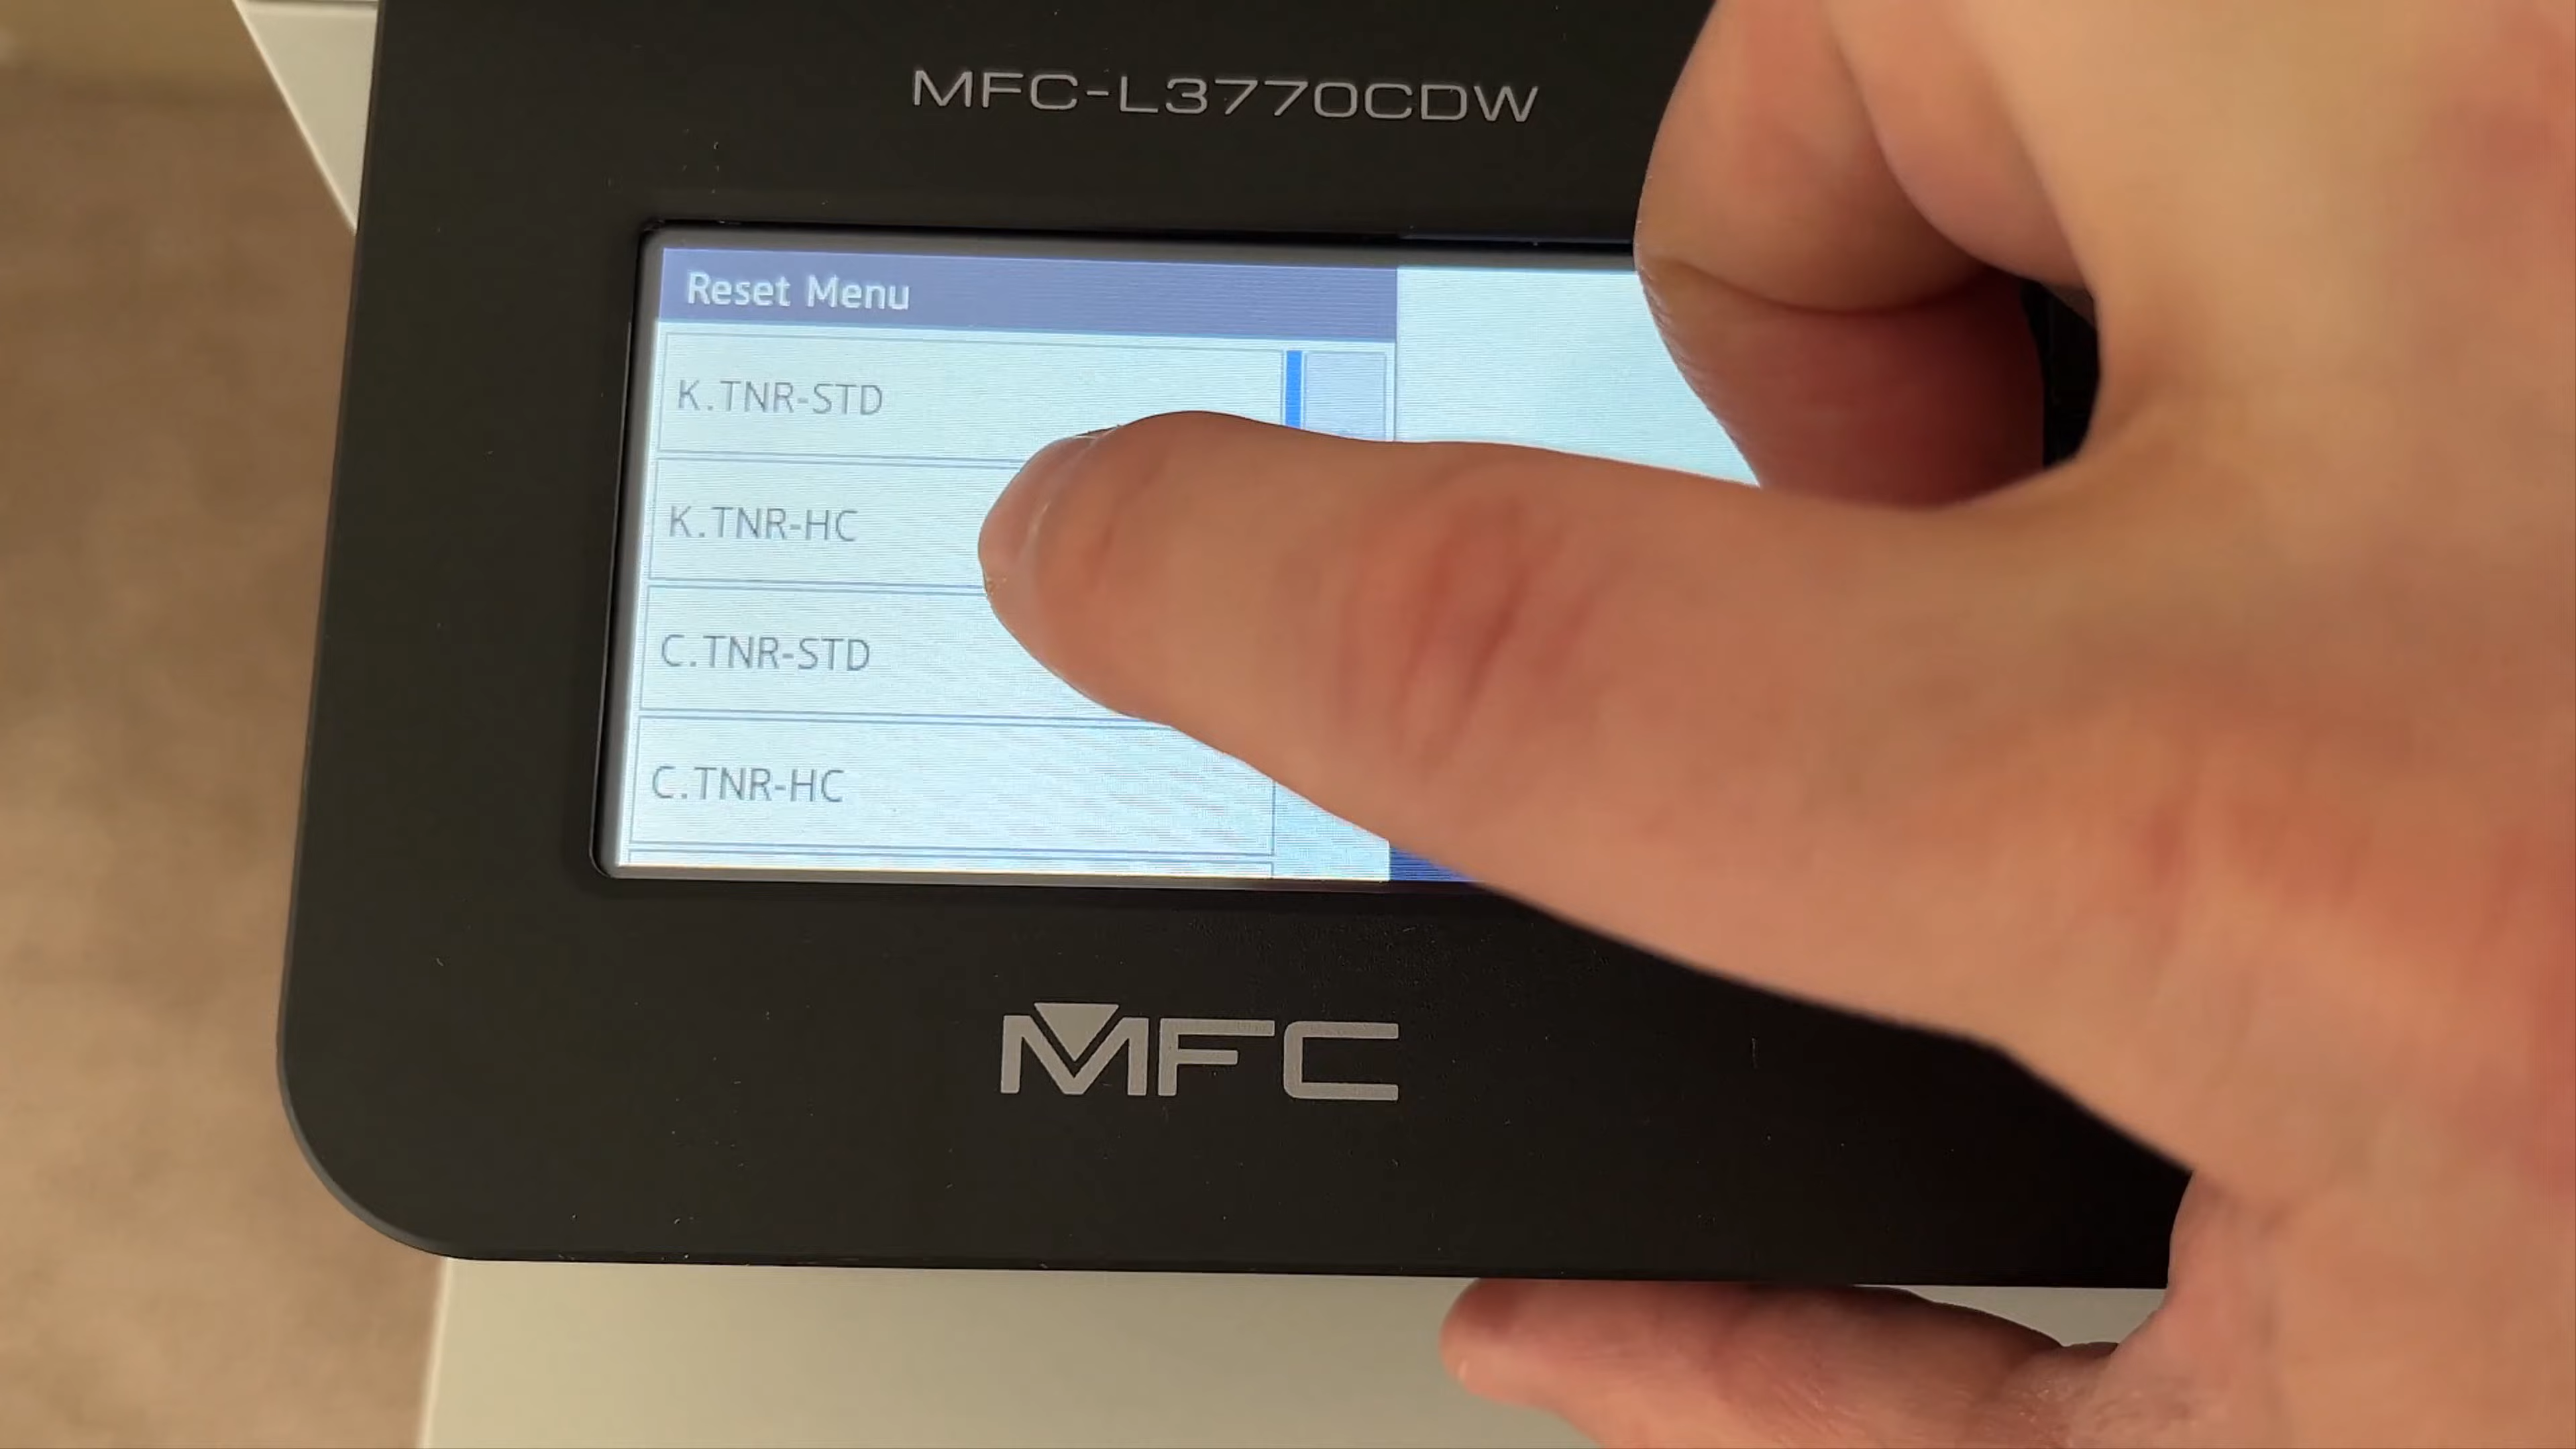 MFC-L3770CDW
Reset Menu
K.TNR-STD
K.TNR-HC
C.TNR-STD
C.TNR-HC
MFC